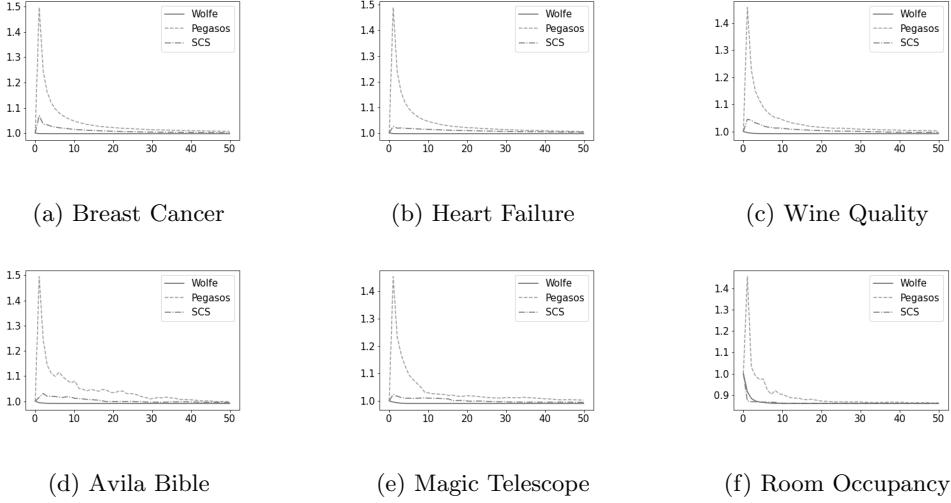 1.5
1.4
1.3
1.2
1.1
1.0
0 10 20 30 40 50
Wolfe
Pegasos
SCS
(a) Breast Cancer
1.5
1.4
1.3
1.2
1.1
1.0
0 10 20 30 40 50
Wolfe
Pegasos
SCS
(b) Heart Failure
1.4
1.3
1.2
1.1
1.0
0 10 20 30 40 50
Wolfe
Pegasos
SCS
(c) Wine Quality
1.5
1.4
1.3
1.2
1.1
1.0
0 10 20 30 40 50
Wolfe
Pegasos
SCS
(d) Avila Bible
1.4
1.3
1.2
1.1
1.0
0 10 20 30 40 50
Wolfe
Pegasos
SCS
(e) Magic Telescope
1.4
1.3
1.2
1.1
1.0
0.9
0 10 20 30 40 50
Wolfe
Pegasos
SCS
(f) Room Occupancy